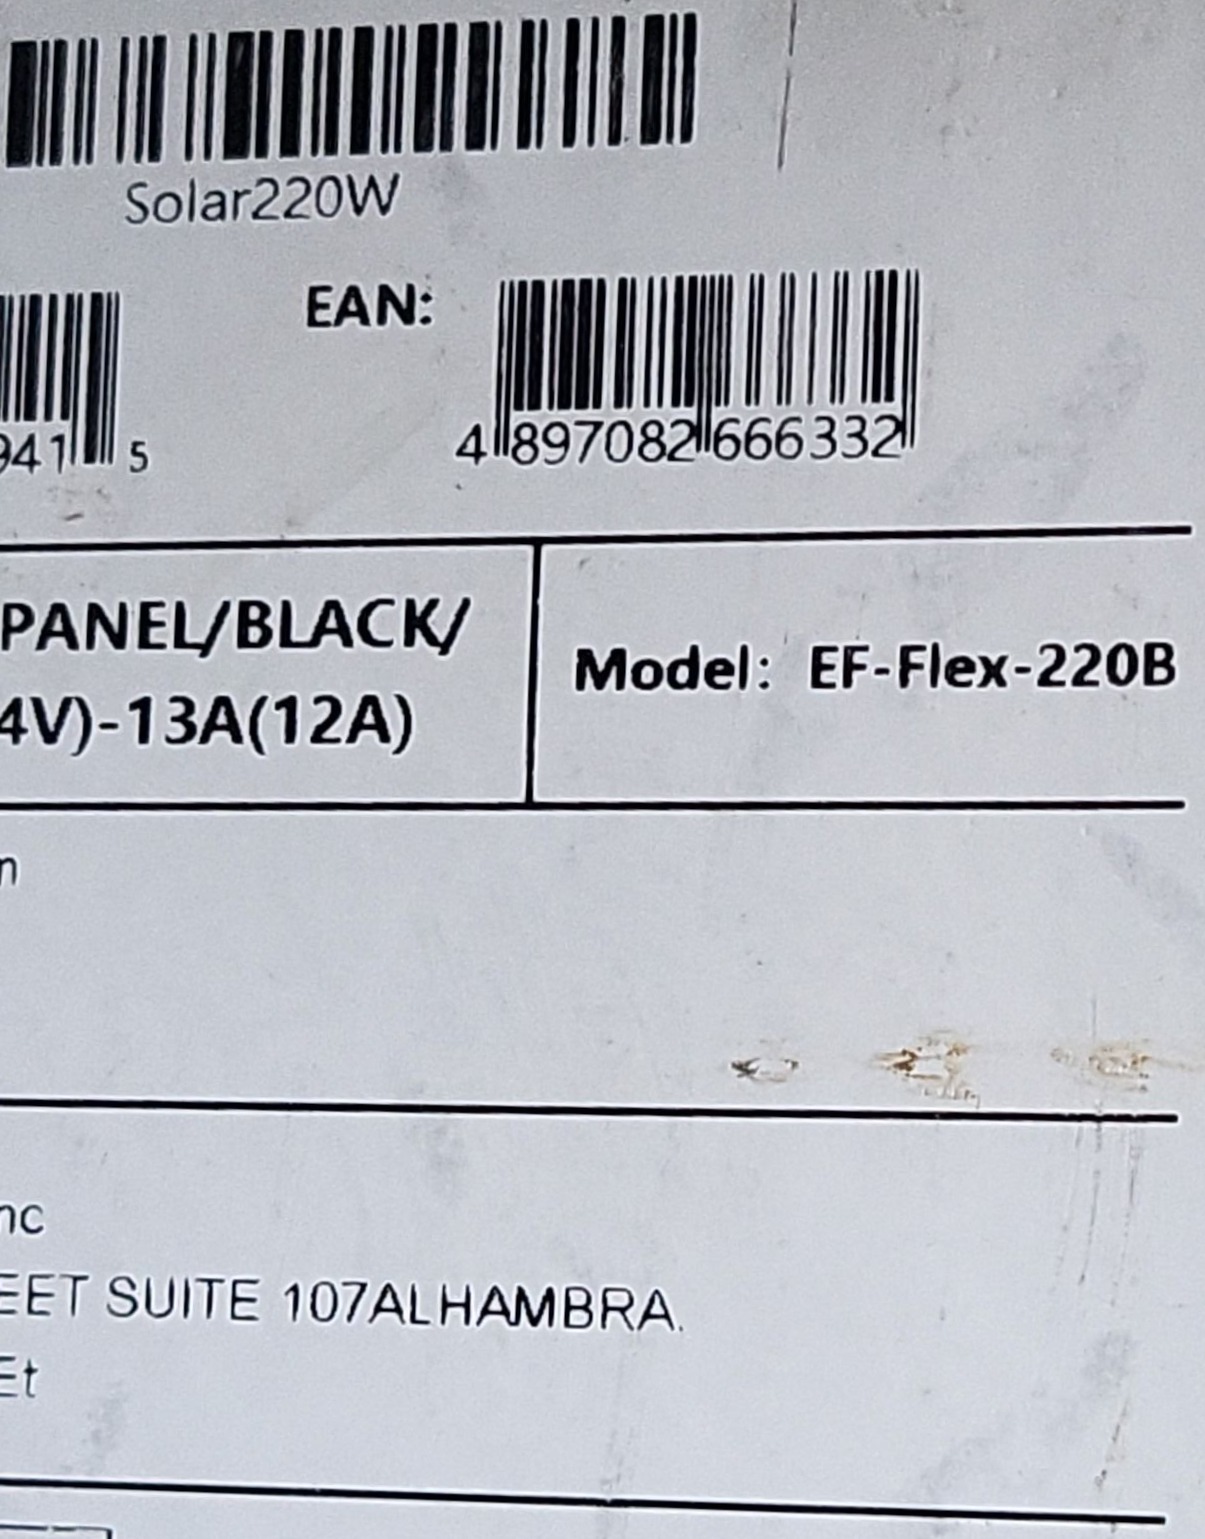 Solar220W
EAN:
941 5
4 897082 666332
PANEL/BLACK/
4V)-13A(12A)
Model: EF-Flex-220B
n
nc
EET SUITE 107ALHAMBRA.
Et